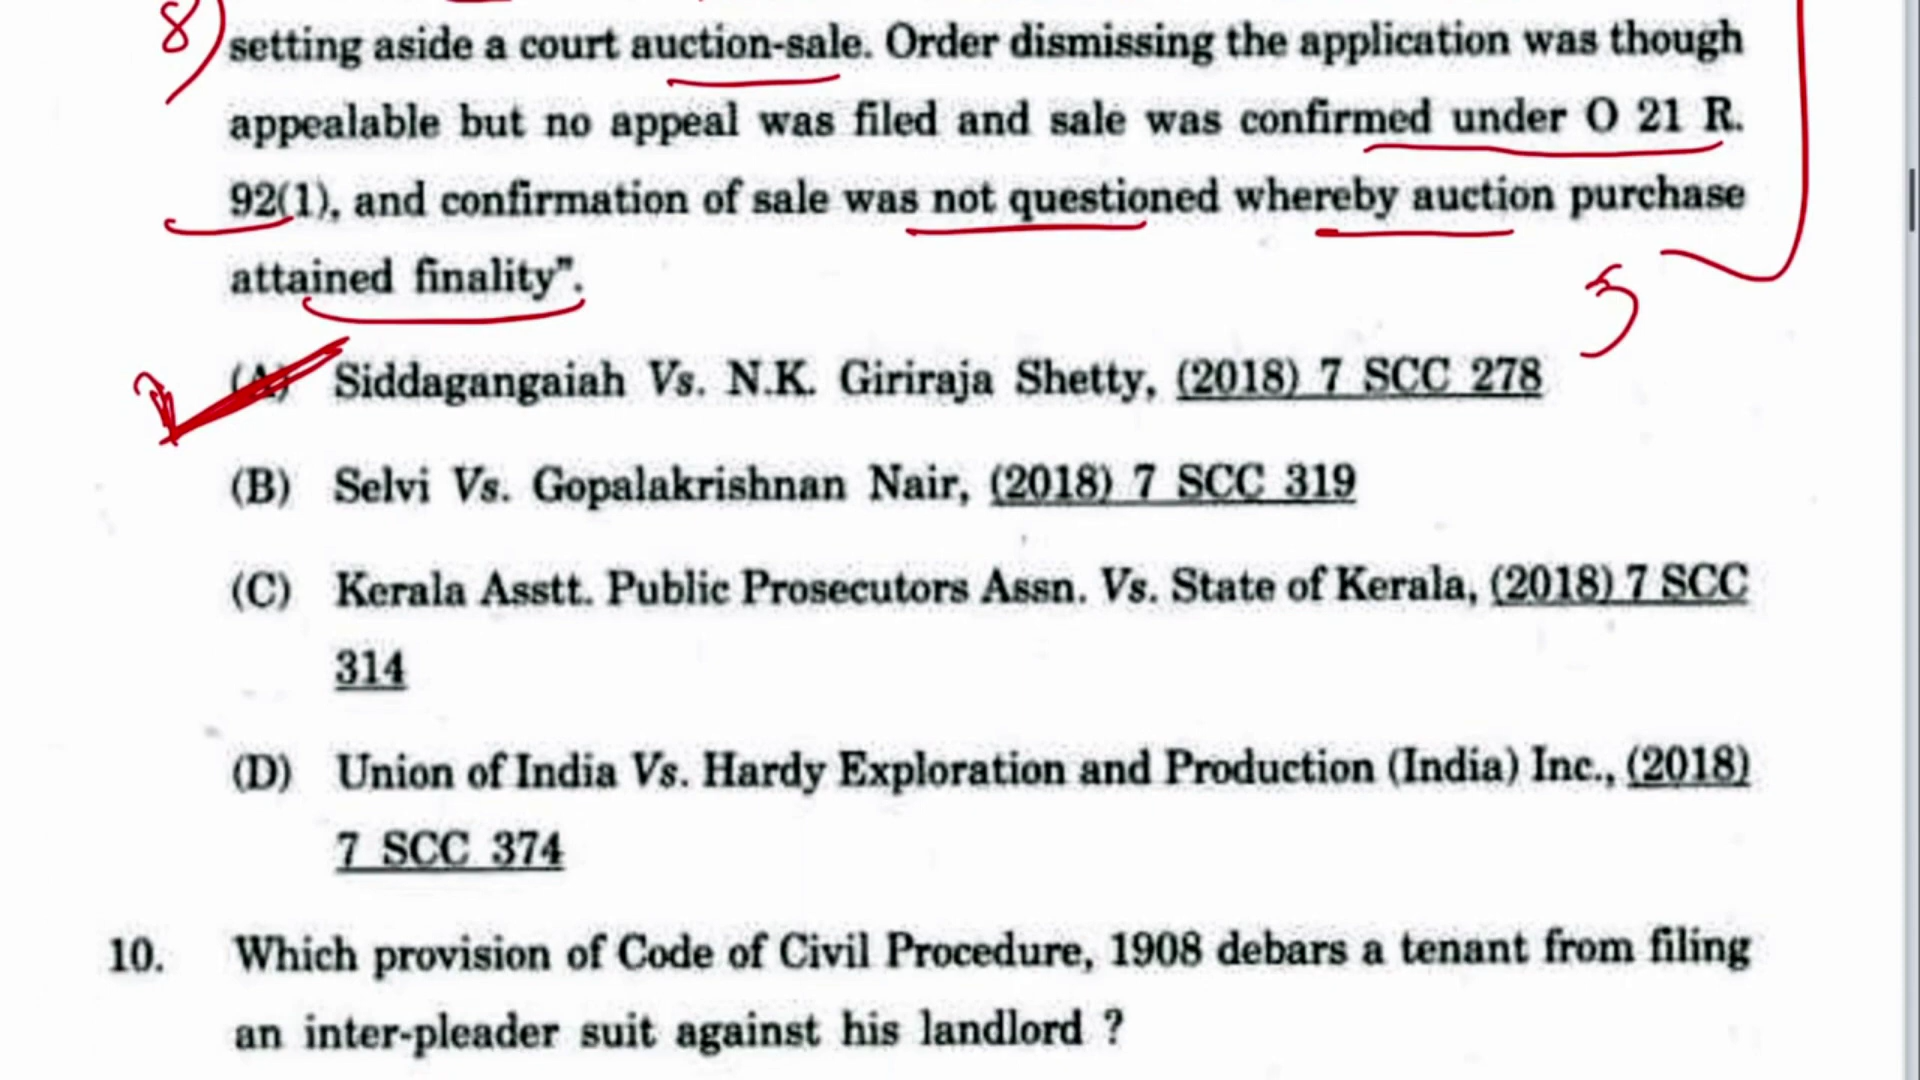 8)
setting aside a court auction-sale. Order dismissing the application was though
appealable but no appeal was filed and sale was confirmed under O 21 R.
92(1), and confirmation of sale was not questioned whereby auction purchase
attained finality".
(A) Siddagangaiah Vs. N.K. Giriraja Shetty, (2018) 7 SCC 278
(B) Selvi Vs. Gopalakrishnan Nair, (2018) 7 SCC 319
(C) Kerala Asstt. Public Prosecutors Assn. Vs. State of Kerala, (2018) 7 SCC
314
(D) Union of India Vs. Hardy Exploration and Production (India) Inc., (2018)
7 SCC 374
10. Which provision of Code of Civil Procedure, 1908 debars a tenant from filing
an inter-pleader suit against his landlord ?